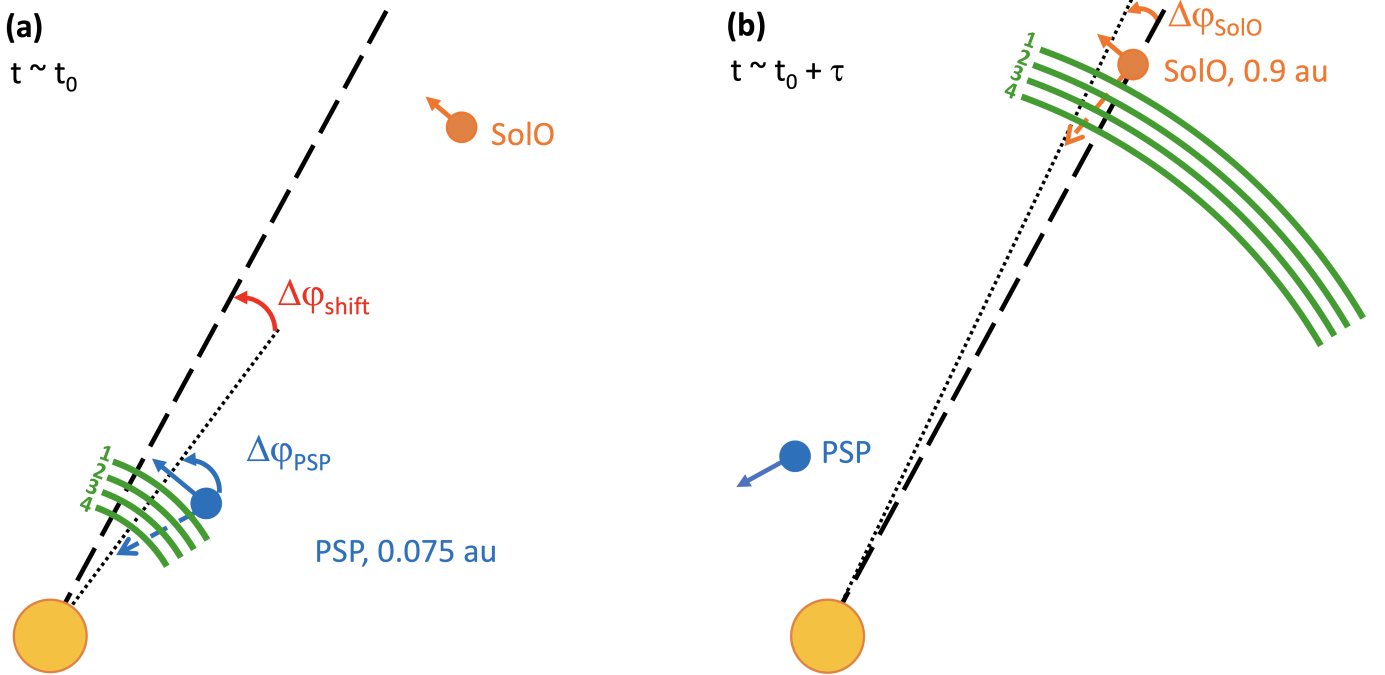 (a)
t ~ t₀
SolO
Δφshift
1
2
3
4
ΔφPSP
PSP, 0.075 au
(b)
t ~ t₀ + τ
ΔφSolO
1
2
3
4
SolO, 0.9 au
PSP